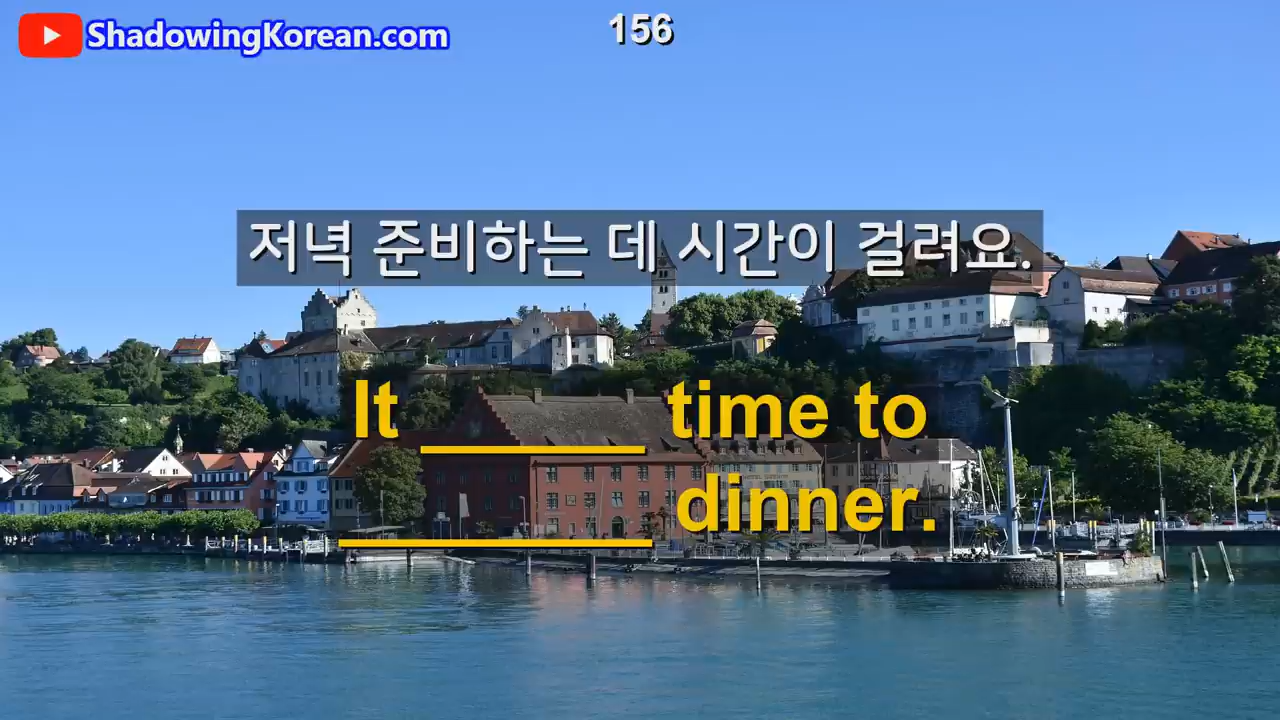 ShadowingKorean.com
156
저녁 준비하는 데 시간이 걸려요.
It ______ time to
________ dinner.